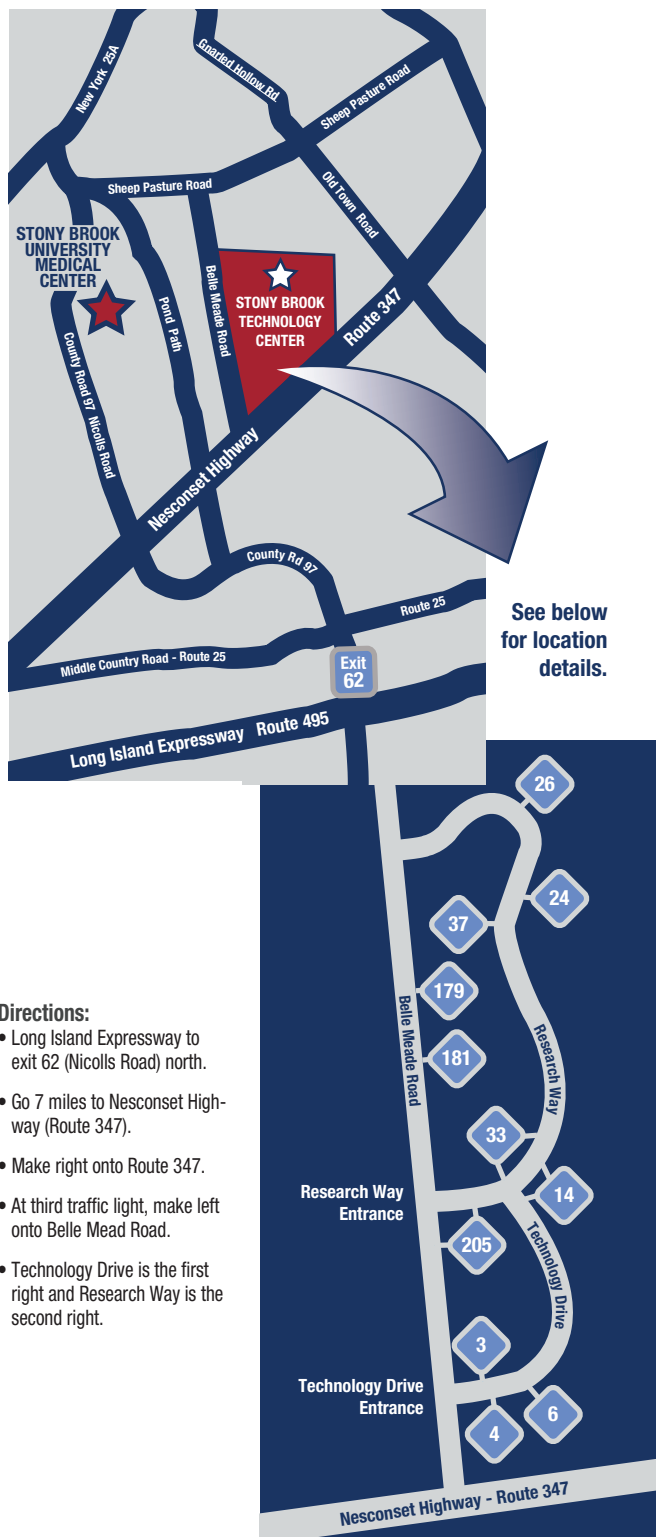 New York 25A
Gnarled Hollow Rd
Sheep Pasture Road
Sheep Pasture Road
Old Town Road
STONY BROOK
UNIVERSITY
MEDICAL
CENTER
Belle Meade Road
STONY BROOK
TECHNOLOGY
CENTER
Pond Path
Route 347
County Road 97 Nicolls Road
Nesconset Highway
County Rd 97
Route 25
Middle Country Road - Route 25
Exit
62
Long Island Expressway Route 495
See below
for location
details.
26
24
37
179
Belle Meade Road
181
Research Way
33
14
Research Way
Entrance
205
Technology Drive
3
Technology Drive
Entrance
6
4
Nesconset Highway - Route 347
Directions:
• Long Island Expressway to
exit 62 (Nicolls Road) north.
• Go 7 miles to Nesconset High-
way (Route 347).
• Make right onto Route 347.
• At third traffic light, make left
onto Belle Mead Road.
• Technology Drive is the first
right and Research Way is the
second right.